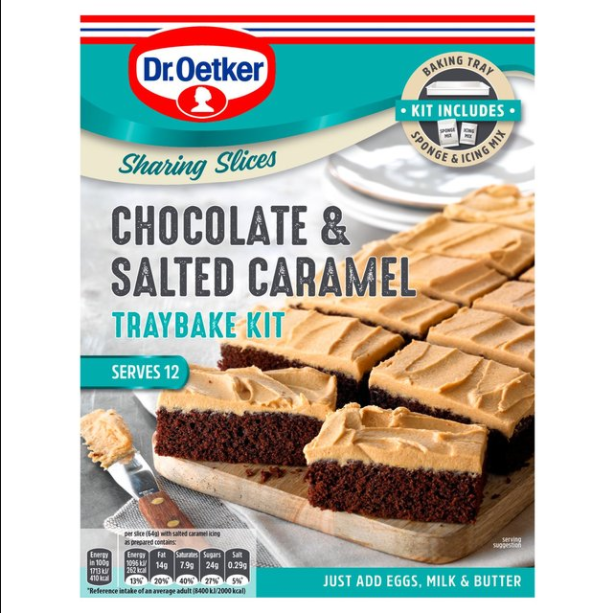 Dr.Oetker
BAKING TRAY
KIT INCLUDES
SPONGE MIX
ICING MIX
SPONGE & ICING MIX
Sharing Slices
CHOCOLATE &
SALTED CARAMEL
TRAYBAKE KIT
SERVES 12
per slice (64g) with salted caramel icing
as prepared contains:
Energy in 100g 1713 kJ/ 410 kcal
Energy 1096 kJ/ 262 kcal 13%*
Fat 14g 20%
Saturates 7.9g 40%
Sugars 24g 27%
Salt 0.29g 5%
*Reference intake of an average adult (8400 kJ/2000 kcal)
serving
suggestion
JUST ADD EGGS, MILK & BUTTER